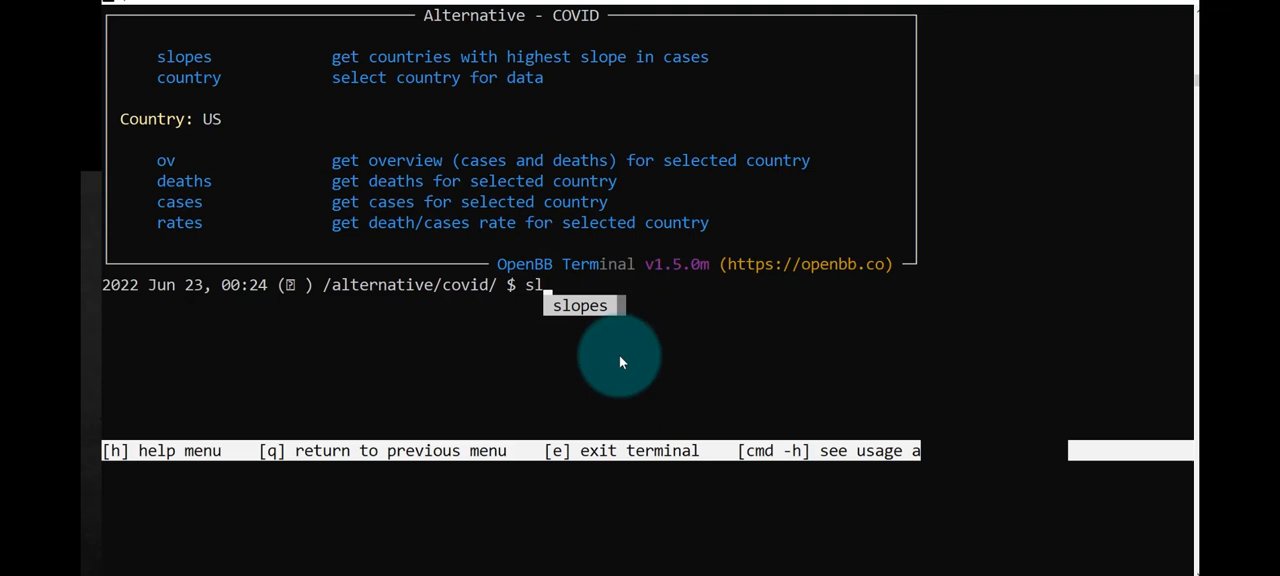 Alternative - COVID
slopes get countries with highest slope in cases
country select country for data
Country: US
ov get overview (cases and deaths) for selected country
deaths get deaths for selected country
cases get cases for selected country
rates get death/cases rate for selected country
OpenBB Terminal v1.5.0m (https://openbb.co)
2022 Jun 23, 00:24 ( ) /alternative/covid/ $ sl
slopes
[h] help menu [q] return to previous menu [e] exit terminal [cmd -h] see usage a